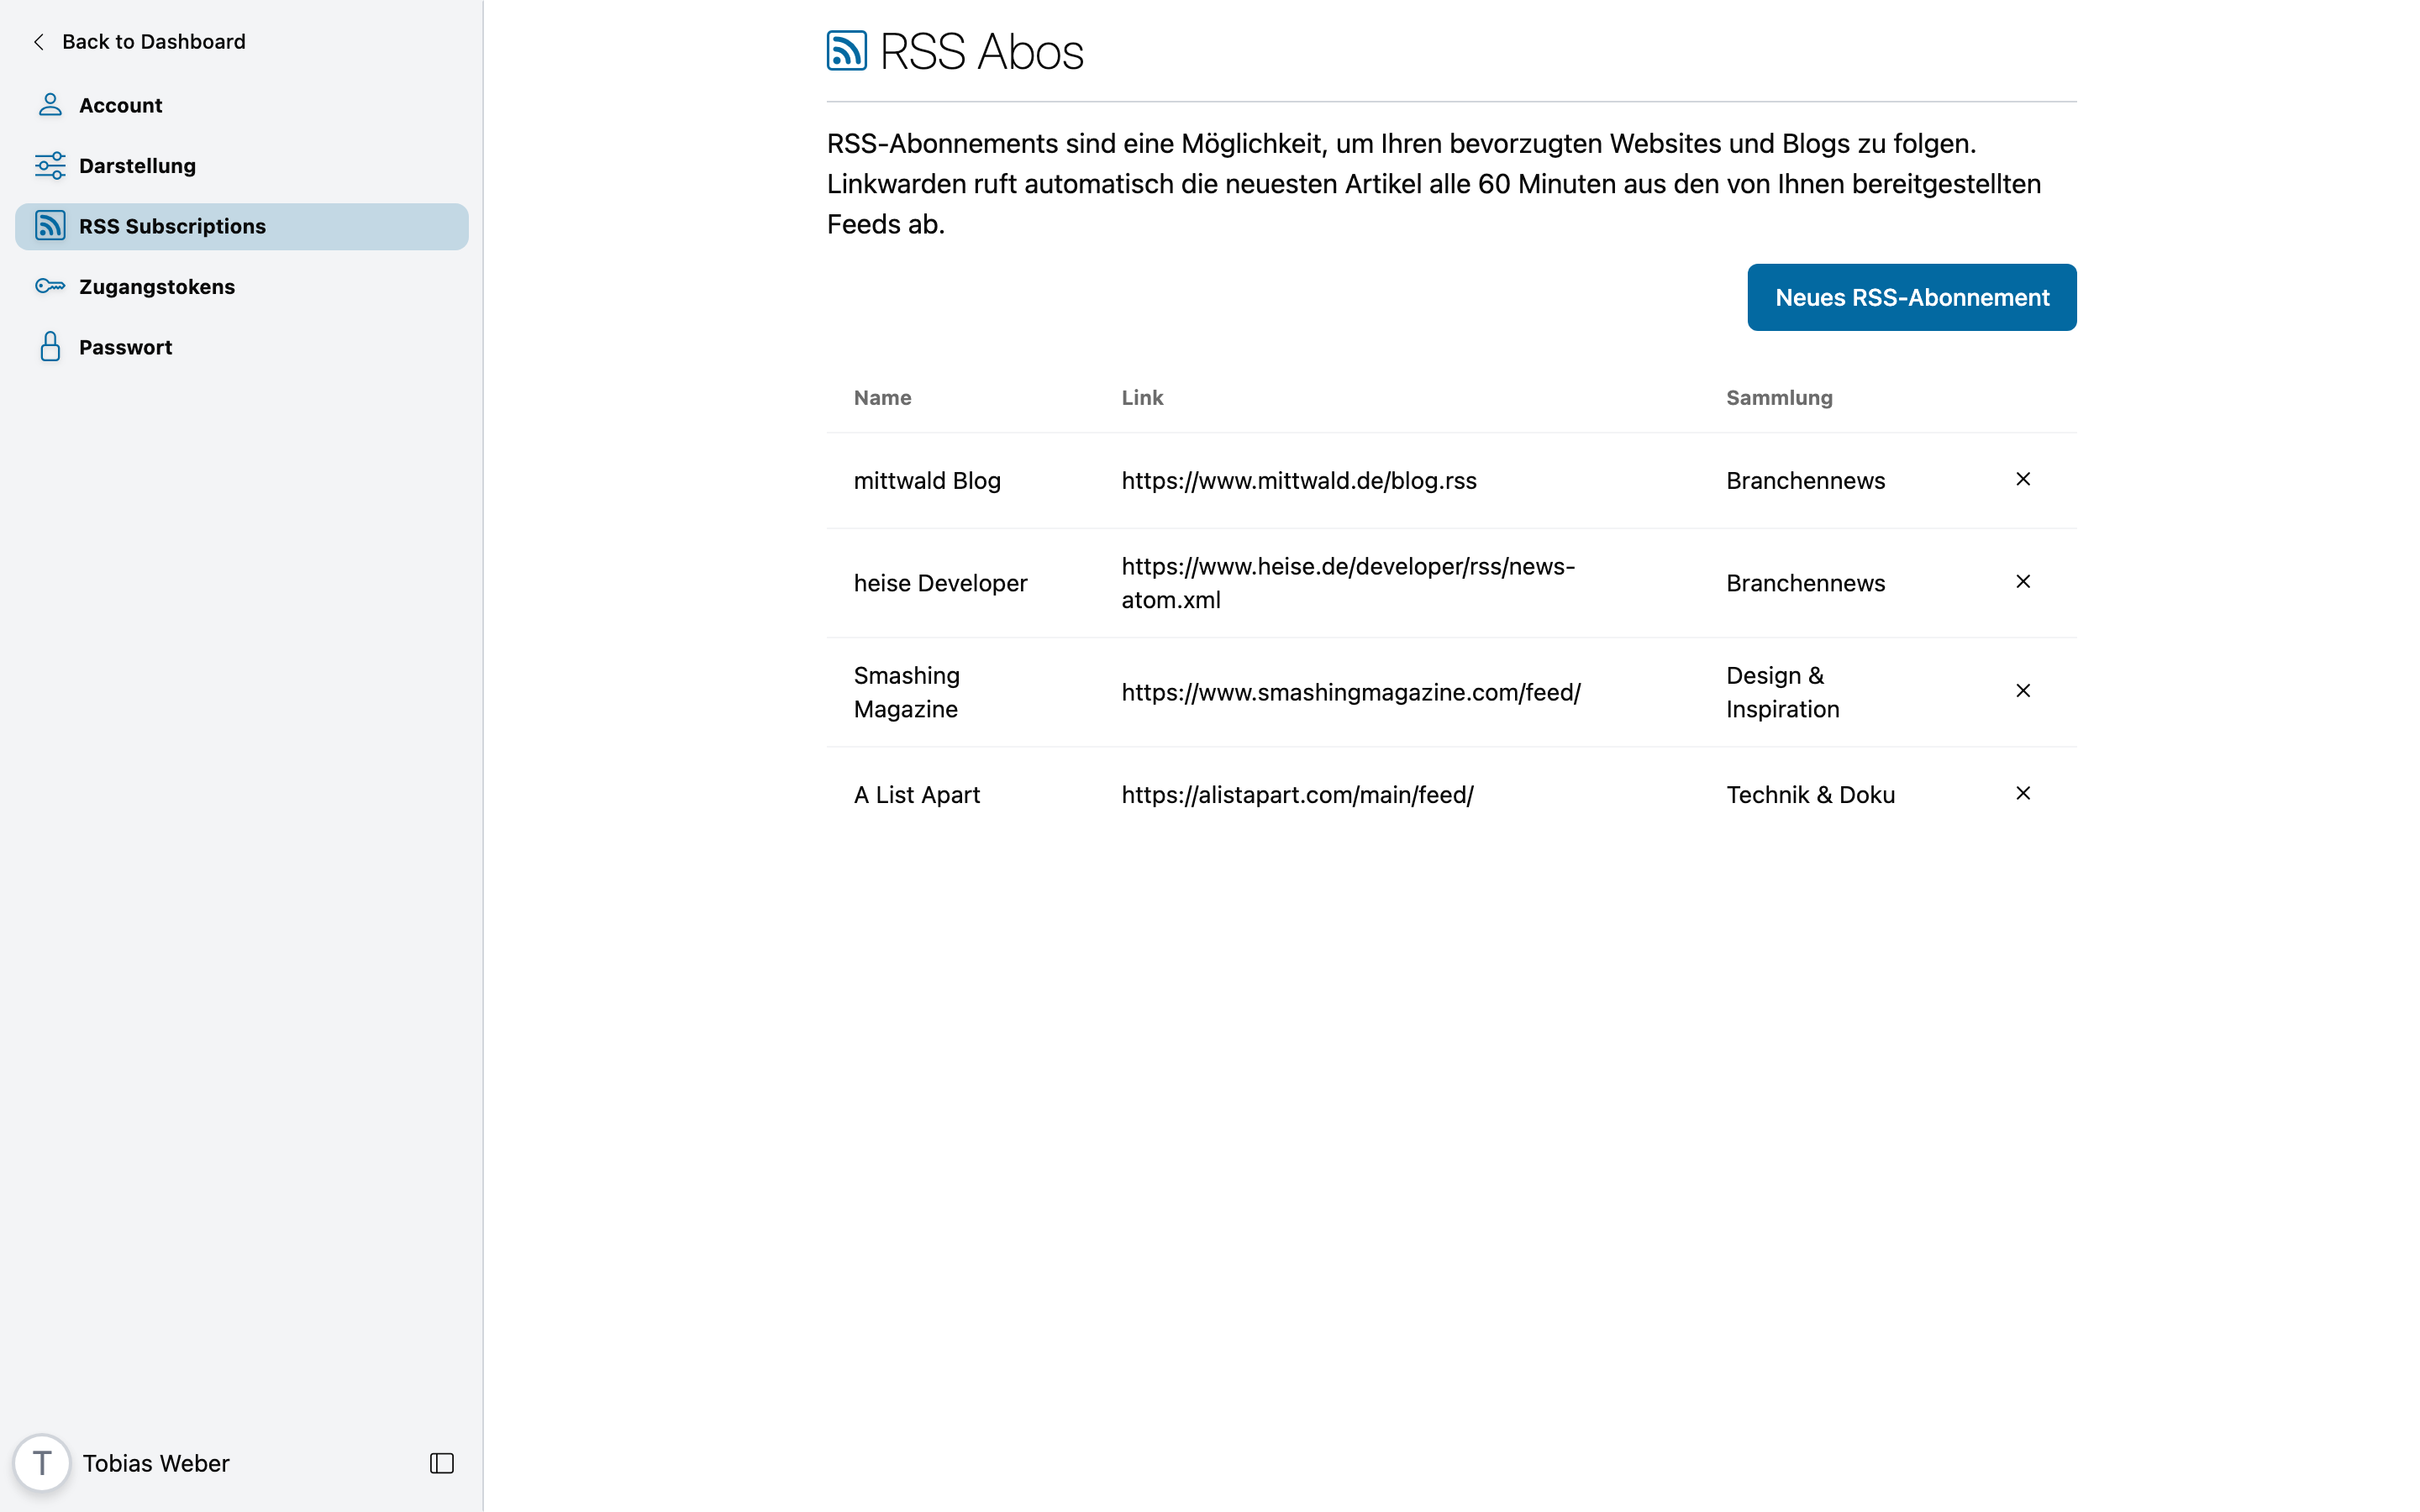 Back to Dashboard
Account
Darstellung
RSS Subscriptions
Zugangstokens
Passwort
Tobias Weber
T
RSS Abos
RSS-Abonnements sind eine Möglichkeit, um Ihren bevorzugten Websites und Blogs zu folgen.
Linkwarden ruft automatisch die neuesten Artikel alle 60 Minuten aus den von Ihnen bereitgestellten
Feeds ab.
Neues RSS-Abonnement
Name Link Sammlung
mittwald Blog https://www.mittwald.de/blog.rss Branchennews
heise Developer https://www.heise.de/developer/rss/news-
atom.xml Branchennews
Smashing
Magazine https://www.smashingmagazine.com/feed/ Design &
Inspiration
A List Apart https://alistapart.com/main/feed/ Technik & Doku